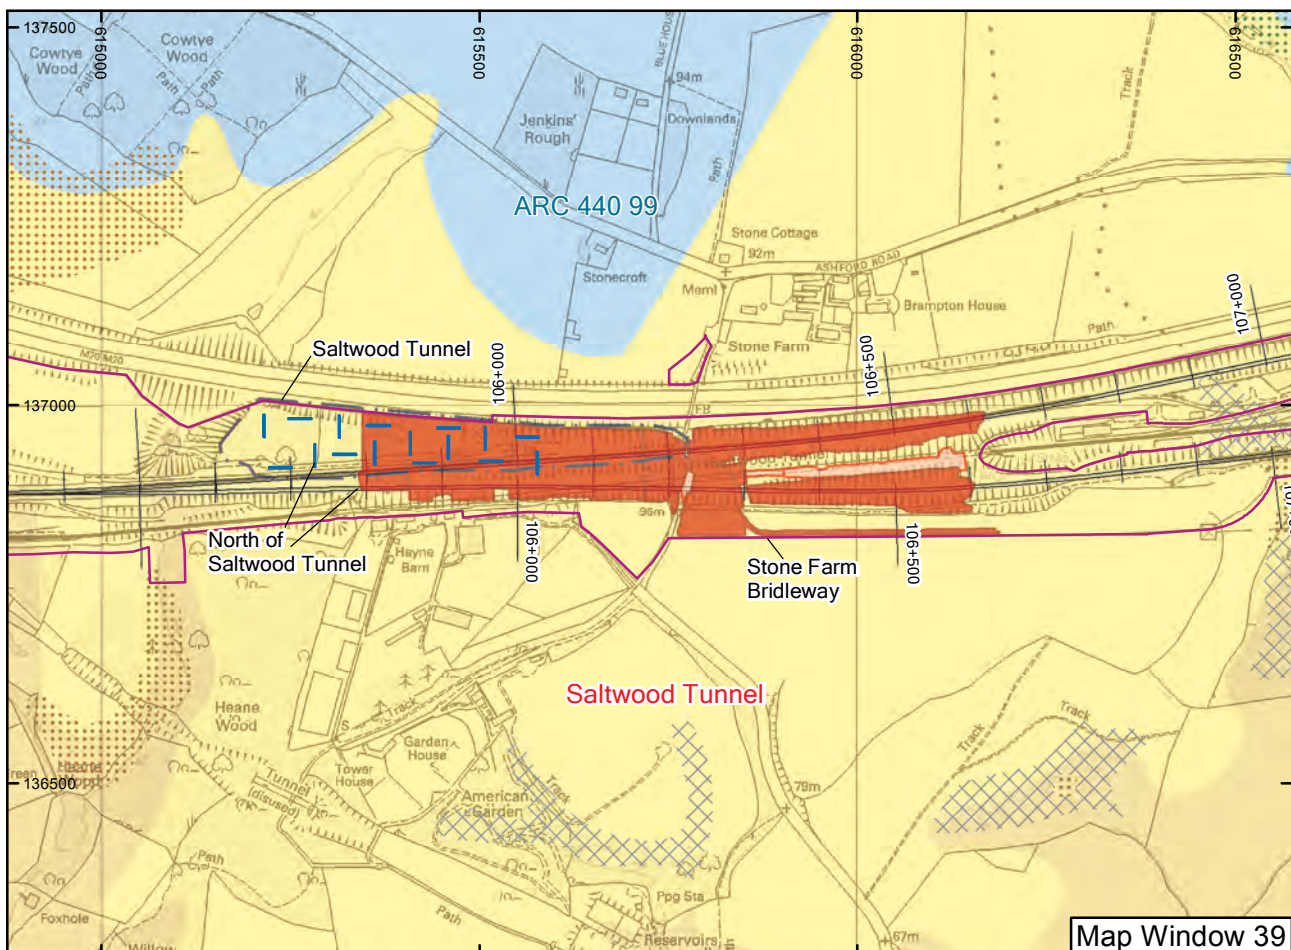 137500
615000
615500
616000
616500
Cowtye
Wood
Cowtye
Wood
Path
Path
Path
94m
Downlands
Jenkins'
Rough
Path
Track
ARC 440 99
Stone Cottage
92m
ASHFORD ROAD
Stonecroft
Meml
Brampton House
Path
107+000
M20 M20
Saltwood Tunnel
106+000
Stone Farm
106+500
137000
FB
96m
North of
Saltwood Tunnel
Hayne
Barn
106+000
Stone Farm
Bridleway
106+500
Saltwood Tunnel
Heane
Wood
S
Track
Garden
House
Tower
House
Track
Track
136500
Tunnel
(disused)
American
Garden
Track
79m
Path
Foxhole
Path
Ppg Sta
Reservoirs
67m
Map Window 39